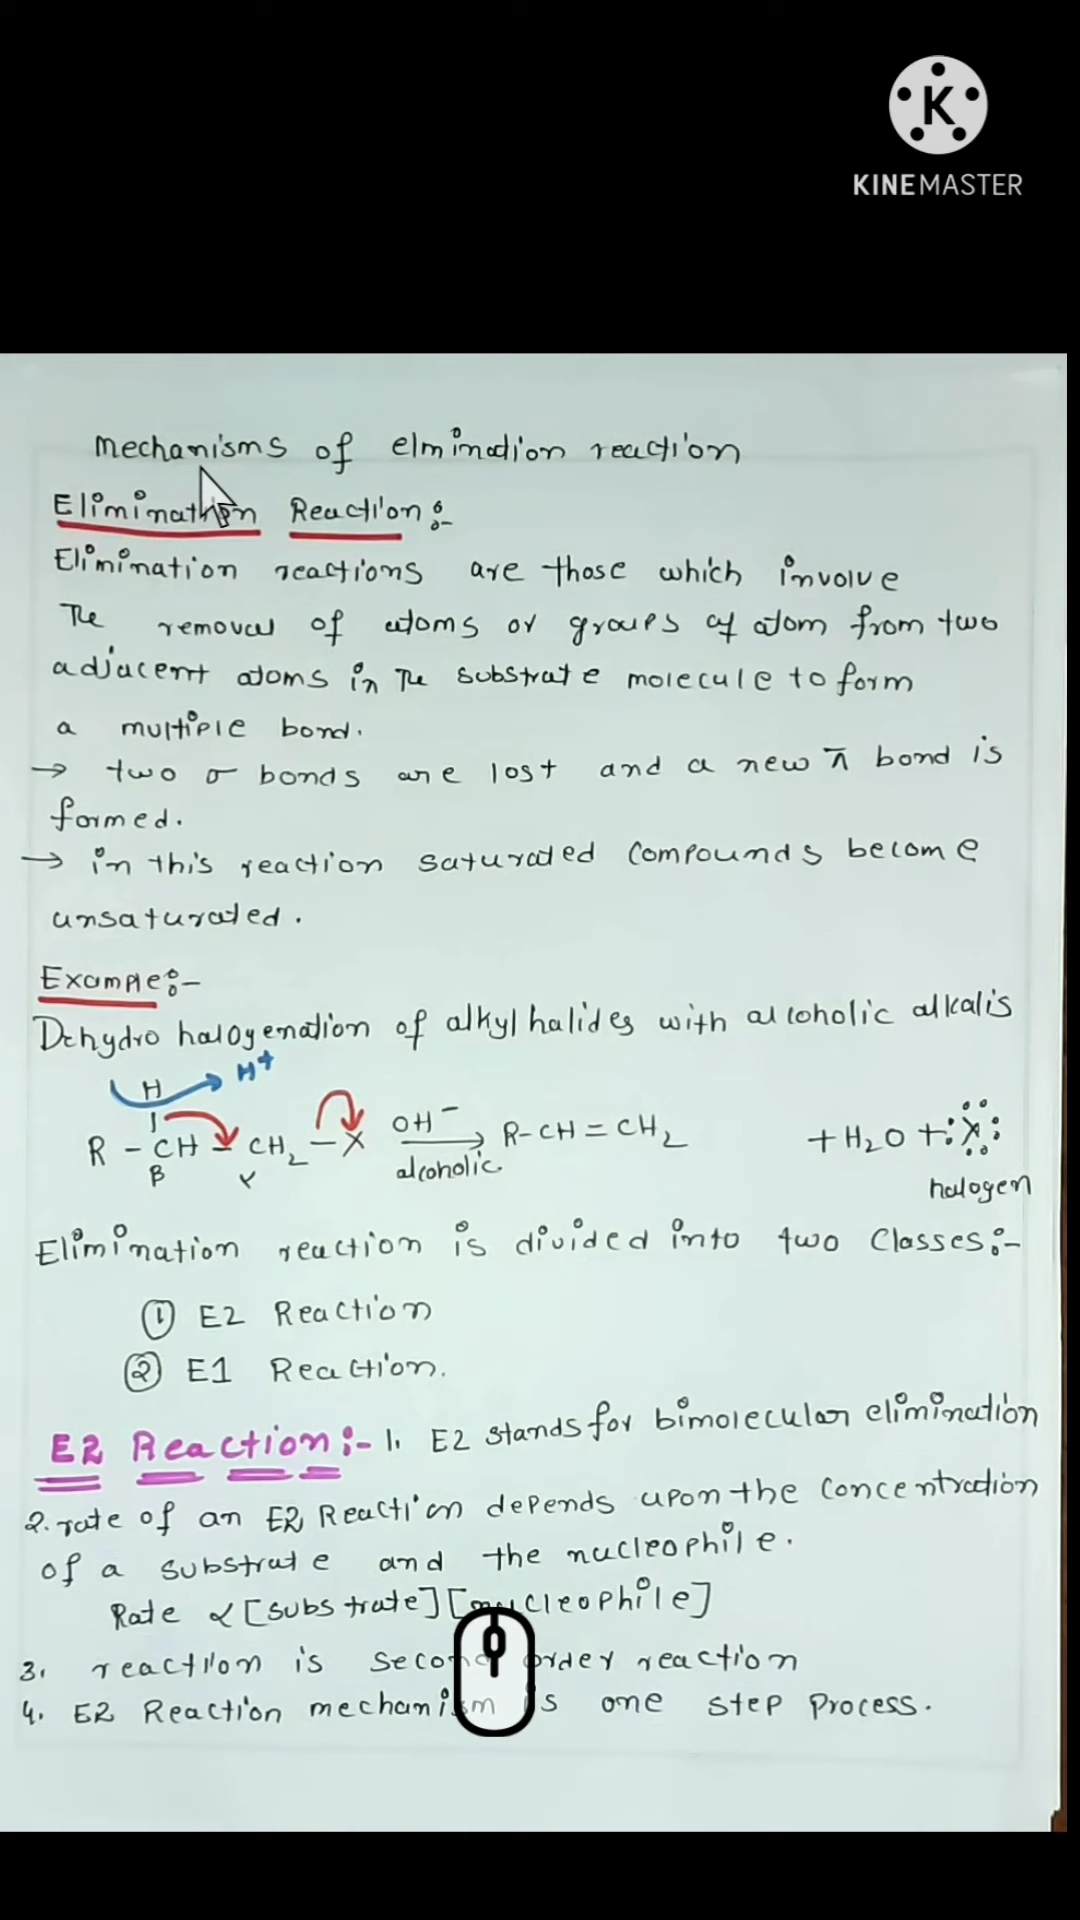 K
KINEMASTER
mechanisms of elmination reaction
Elimination Reaction :-
Elimination reactions are those which involve
The removal of atoms or groups of atom from two
adjacent atoms in The substrate molecule to form
a multiple bond.
→ two σ bonds are lost and a new π bond is
formed.
→ in this reaction saturated compounds become
unsaturated.
Example:-
Dehydro halogenation of alkyl halides with alcoholic alkalis
H H+
R - CH - CH2 - X OH- → R-CH=CH2 + H2O + :X:
β alcoholic
halogen
Elimination reaction is divided into two Classes:-
① E2 Reaction
② E1 Reaction.
E2 Reaction:- 1. E2 stands for bimolecular elimination
2. rate of an E2 Reaction depends upon the concentration
of a substrate and the nucleophile.
Rate ∝ [substrate][nucleophile]
3. reaction is second order reaction
4. E2 Reaction mechanism is one step process.